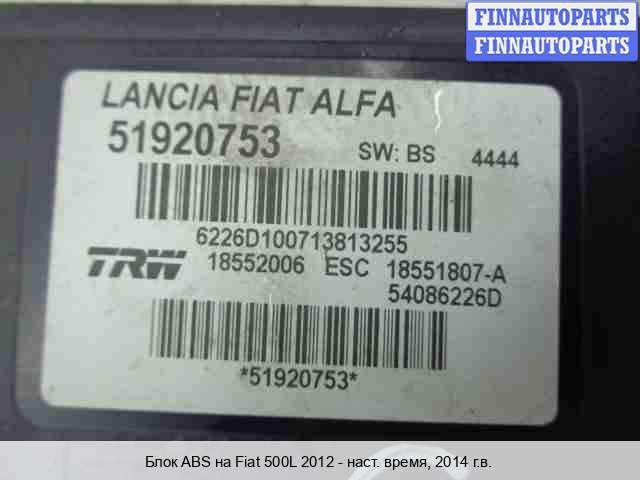 FINNAUTOPARTS
FINNAUTOPARTS
LANCIA FIAT ALFA
51920753 SW: BS 4444
6226D100713813255
TRW 18552006 ESC 18551807-A
54086226D
*51920753*
Блок ABS на Fiat 500L 2012 - наст. время, 2014 г.в.